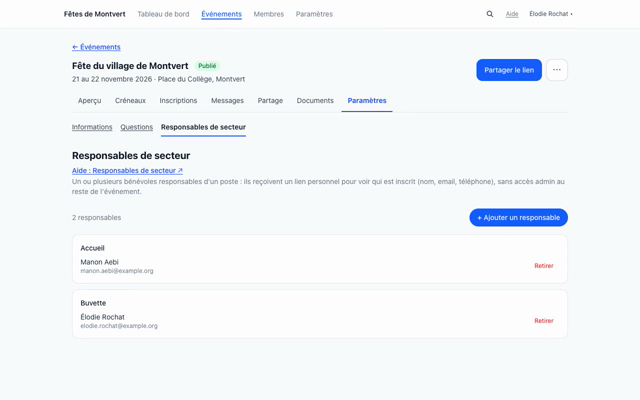 Fêtes de Montvert
Tableau de bord
Événements
Membres
Paramètres
Aide
Élodie Rochat
← Événements
Fête du village de Montvert
Publié
21 au 22 novembre 2026 · Place du Collège, Montvert
Partager le lien
...
Aperçu
Créneaux
Inscriptions
Messages
Partage
Documents
Paramètres
Informations
Questions
Responsables de secteur
Responsables de secteur
Aide : Responsables de secteur ↗
Un ou plusieurs bénévoles responsables d'un poste : ils reçoivent un lien personnel pour voir qui est inscrit (nom, email, téléphone), sans accès admin au
reste de l'événement.
2 responsables
+ Ajouter un responsable
Accueil
Manon Aebi
manon.aebi@example.org
Retirer
Buvette
Élodie Rochat
elodie.rochat@example.org
Retirer